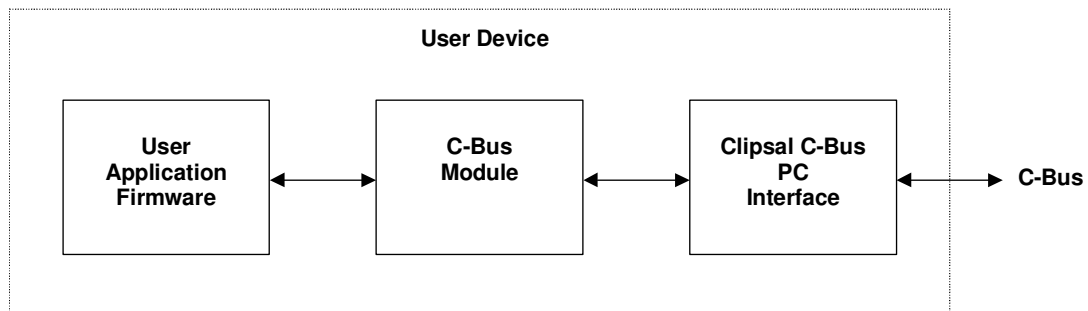 User Device
User
Application
Firmware
C-Bus
Module
Clipsal C-Bus
PC
Interface
C-Bus